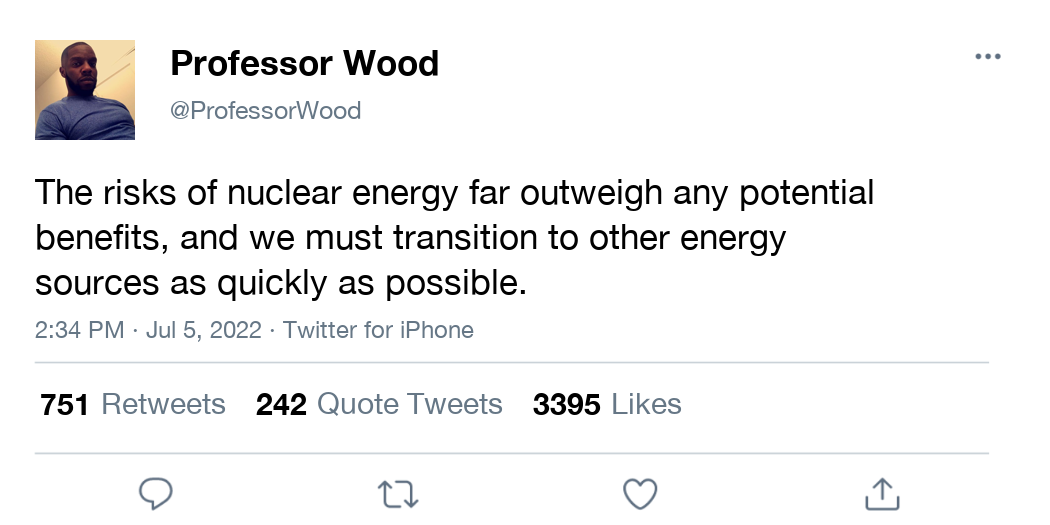 Professor Wood
@ProfessorWood
The risks of nuclear energy far outweigh any potential
benefits, and we must transition to other energy
sources as quickly as possible.
2:34 PM · Jul 5, 2022 · Twitter for iPhone
751 Retweets 242 Quote Tweets 3395 Likes